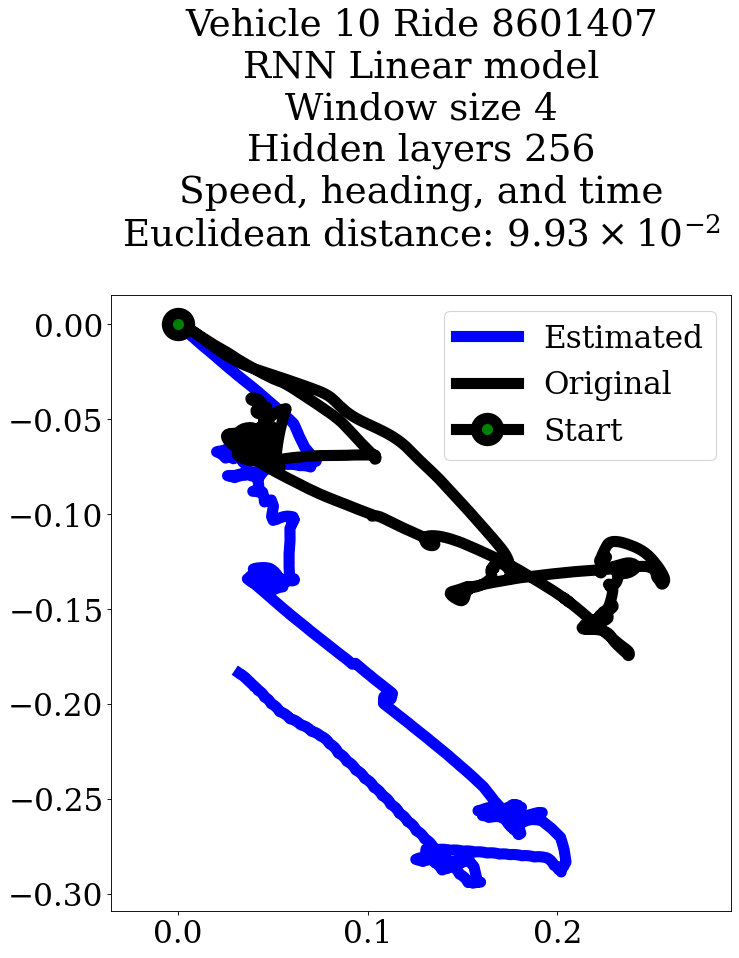 Vehicle 10 Ride 8601407
RNN Linear model
Window size 4
Hidden layers 256
Speed, heading, and time
Euclidean distance: 9.93 × 10⁻²
Estimated
Original
Start
0.00
−0.05
−0.10
−0.15
−0.20
−0.25
−0.30
0.0 0.1 0.2